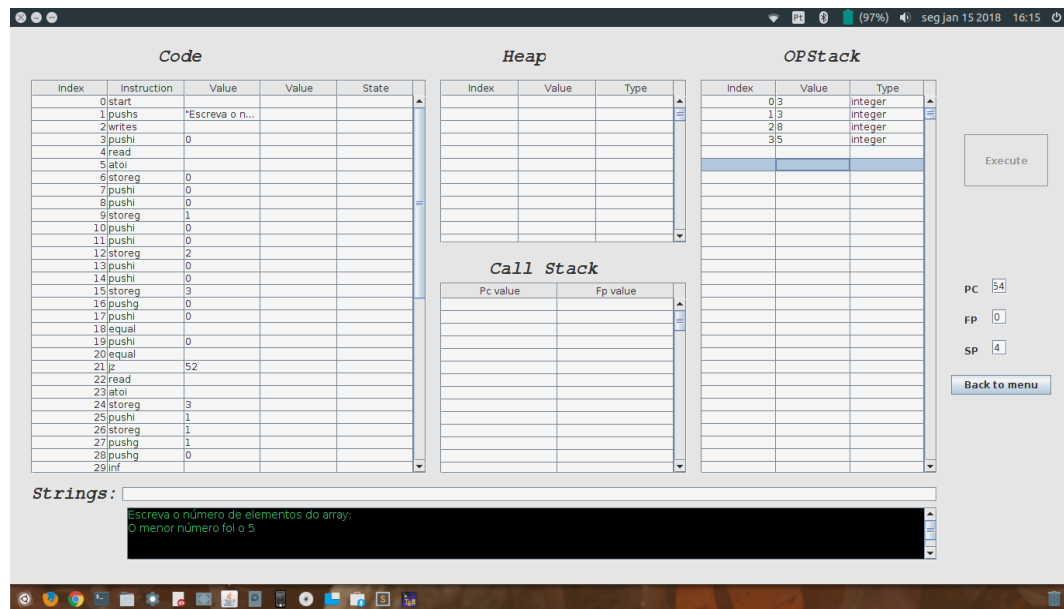 Pt (97%) seg jan 15 2018 16:15
Code
Index Instruction Value Value State
0 start
1 pushs "Escreva o n...
2 writes
3 pushi 0
4 read
5 atoi
6 storeg 0
7 pushi 0
8 pushi 0
9 storeg 1
10 pushi 0
11 pushi 0
12 storeg 2
13 pushi 0
14 pushi 0
15 storeg 3
16 pushg 0
17 pushi 0
18 equal
19 pushi 0
20 equal
21 jz 52
22 read
23 atoi
24 storeg 3
25 pushi 1
26 storeg 1
27 pushg 1
28 pushg 0
29 inf
Heap
Index Value Type
Call Stack
Pc value Fp value
OPStack
Index Value Type
0 3 integer
1 3 integer
2 8 integer
3 5 integer
Execute
PC 54
FP 0
SP 4
Back to menu
Strings:
Escreva o número de elementos do array:
O menor número foi o 5
S
TEX